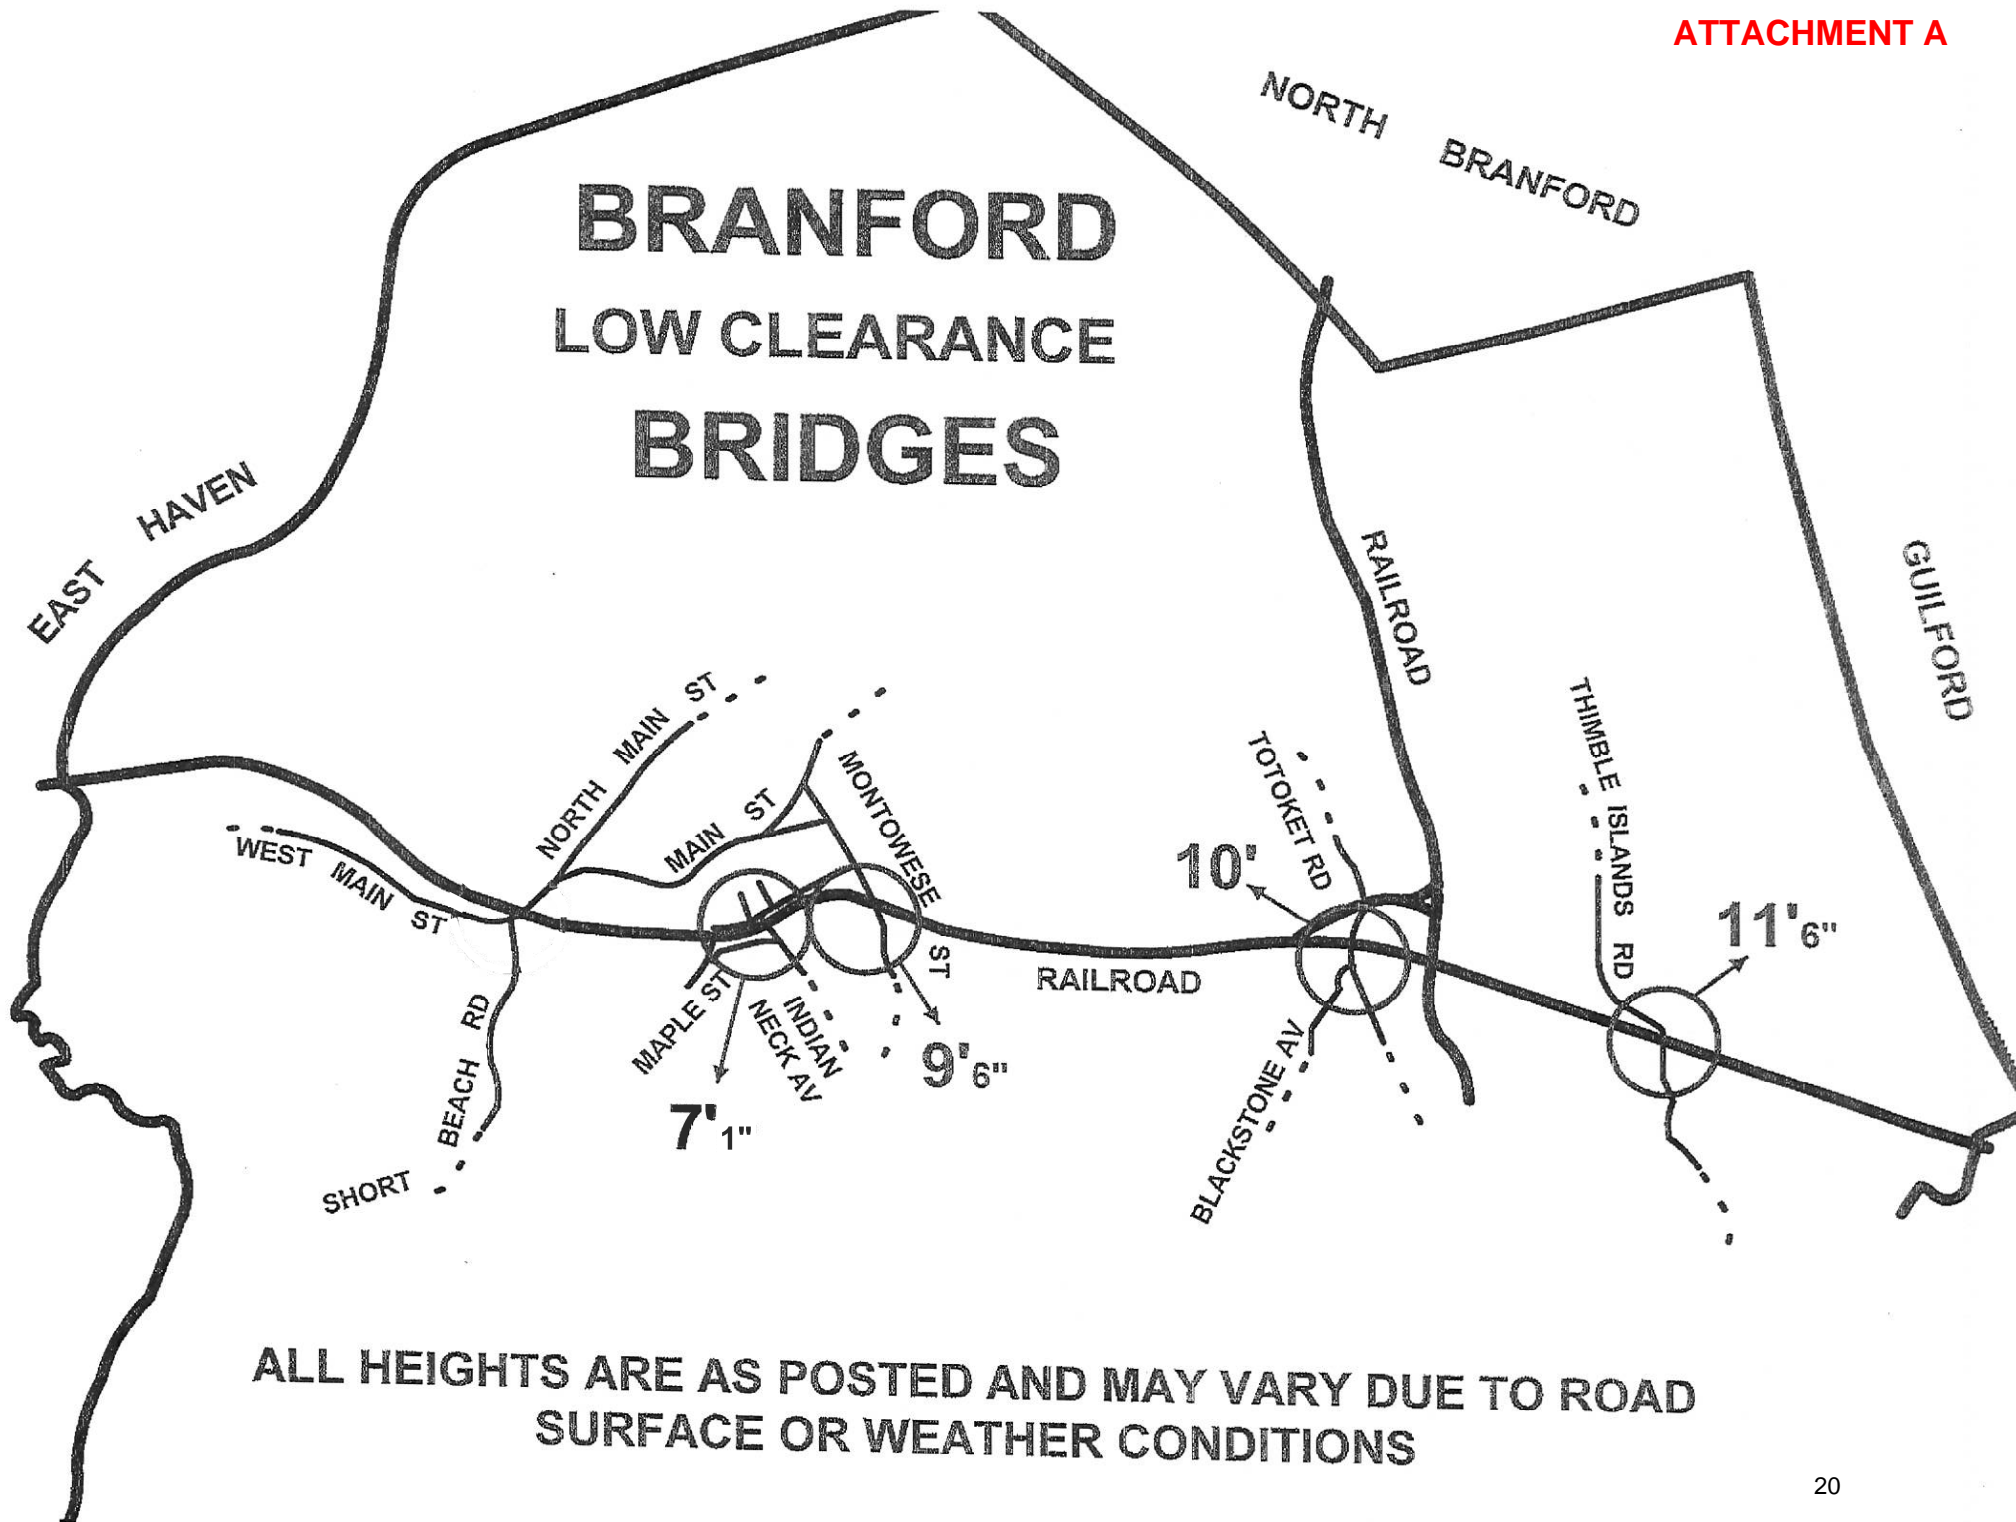 ATTACHMENT A
NORTH BRANFORD
BRANFORD
LOW CLEARANCE
BRIDGES
EAST HAVEN
GUILFORD
RAILROAD
NORTH MAIN ST
MAIN ST
MONTOWESE ST
WEST MAIN ST
TOTOKET RD
THIMBLE ISLANDS RD
10'
11'6"
RAILROAD
MAPLE ST
INDIAN
NECK AV
9'6"
7'1"
SHORT BEACH RD
BLACKSTONE AV
ALL HEIGHTS ARE AS POSTED AND MAY VARY DUE TO ROAD
SURFACE OR WEATHER CONDITIONS
20